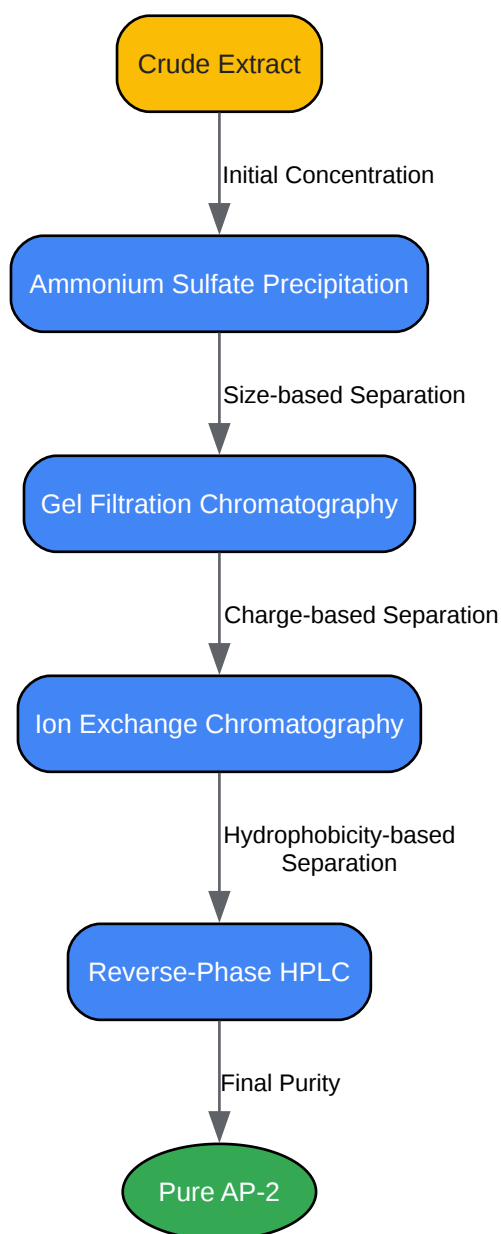 Crude Extract
Initial Concentration
Ammonium Sulfate Precipitation
Size-based Separation
Gel Filtration Chromatography
Charge-based Separation
Ion Exchange Chromatography
Hydrophobicity-based
Separation
Reverse-Phase HPLC
Final Purity
Pure AP-2